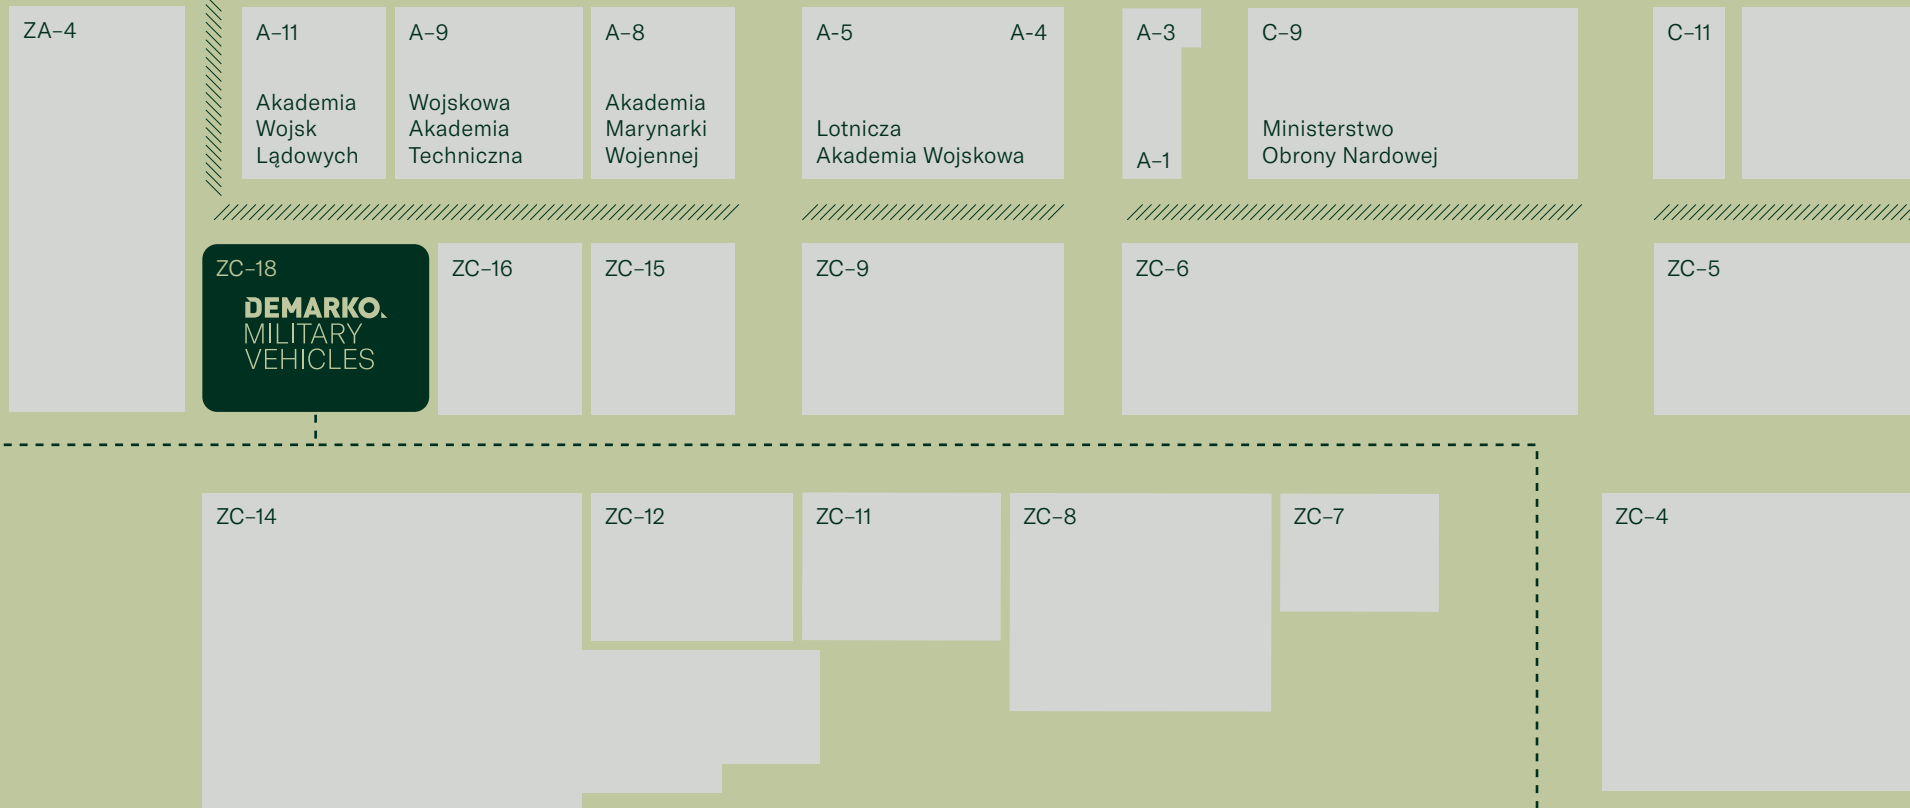 ZA–4
A–11
Akademia
Wojsk
Lądowych
A–9
Wojskowa
Akademia
Techniczna
A–8
Akademia
Marynarki
Wojennej
A-5
A-4
Lotnicza
Akademia Wojskowa
A–3
A–1
C–9
Ministerstwo
Obrony Nardowej
C–11
ZC–18
DEMARKO
MILITARY
VEHICLES
ZC–16
ZC–15
ZC–9
ZC–6
ZC–5
ZC–14
ZC–12
ZC–11
ZC–8
ZC–7
ZC–4